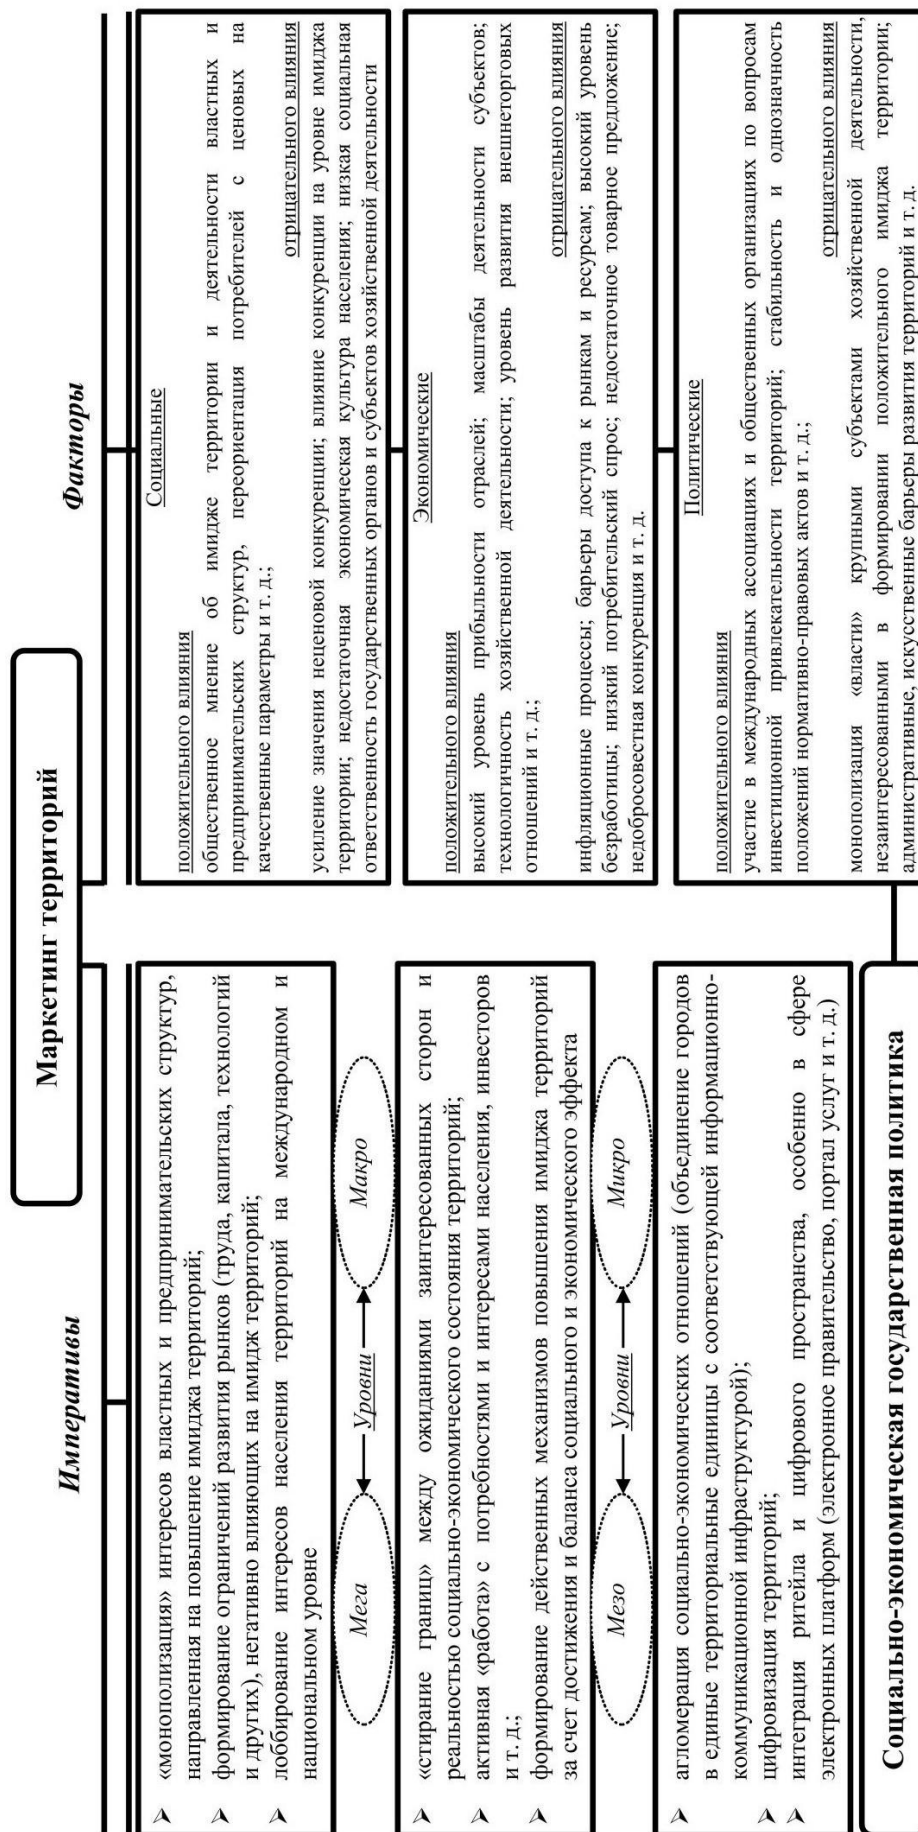 Маркетинг территорий
Императивы
➢ «монополизация» интересов властных и предпринимательских структур,
направленная на повышение имиджа территорий;
➢ формирование ограничений развития рынков (труда, капитала, технологий
и других), негативно влияющих на имидж территорий;
➢ лоббирование интересов населения территорий на международном и
национальном уровне
Мега
Уровни
Макро
➢ «стирание границ» между ожиданиями заинтересованных сторон и
реальностью социально-экономического состояния территорий;
➢ активная «работа» с потребностями и интересами населения, инвесторов
и т. д.;
➢ формирование действенных механизмов повышения имиджа территорий
за счет достижения и баланса социального и экономического эффекта
Мезо
Уровни
Микро
➢ агломерация социально-экономических отношений (объединение городов
в единые территориальные единицы с соответствующей информационно-
коммуникационной инфраструктурой);
➢ цифровизация территорий;
➢ интеграция ритейла и цифрового пространства, особенно в сфере
электронных платформ (электронное правительство, портал услуг и т. д.)
Факторы
Социальные
положительного влияния
общественное мнение об имидже территории и деятельности властных и
предпринимательских структур, переориентация потребителей с ценовых на
качественные параметры и т. д.;
отрицательного влияния
усиление значения неценовой конкуренции; влияние конкуренции на уровне имиджа
территории; недостаточная экономическая культура населения; низкая социальная
ответственность государственных органов и субъектов хозяйственной деятельности
Экономические
положительного влияния
высокий уровень прибыльности отраслей; масштабы деятельности субъектов;
технологичность хозяйственной деятельности; уровень развития внешнеторговых
отношений и т. д.;
отрицательного влияния
инфляционные процессы; барьеры доступа к рынкам и ресурсам; высокий уровень
безработицы; низкий потребительский спрос; недостаточное товарное предложение;
недобросовестная конкуренция и т. д.
Политические
положительного влияния
участие в международных ассоциациях и общественных организациях по вопросам
инвестиционной привлекательности территорий; стабильность и однозначность
положений нормативно-правовых актов и т. д.;
отрицательного влияния
монополизация «власти» крупными субъектами хозяйственной деятельности,
незаинтересованными в формировании положительного имиджа территории;
административные, искусственные барьеры развития территорий и т. д.
Социально-экономическая государственная политика